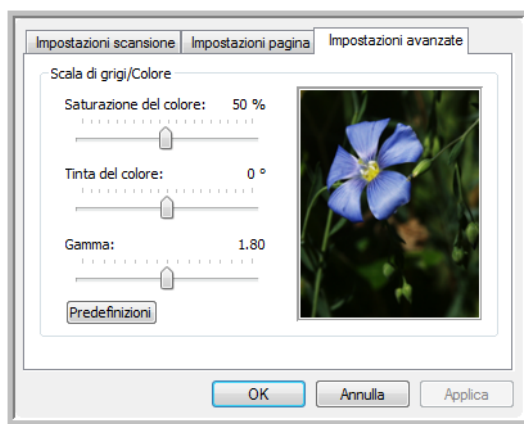 Impostazioni scansione Impostazioni pagina Impostazioni avanzate
Scala di grigi/Colore
Saturazione del colore: 50 %
Tinta del colore: 0 °
Gamma: 1.80
Predefinizioni
OK Annulla Applica